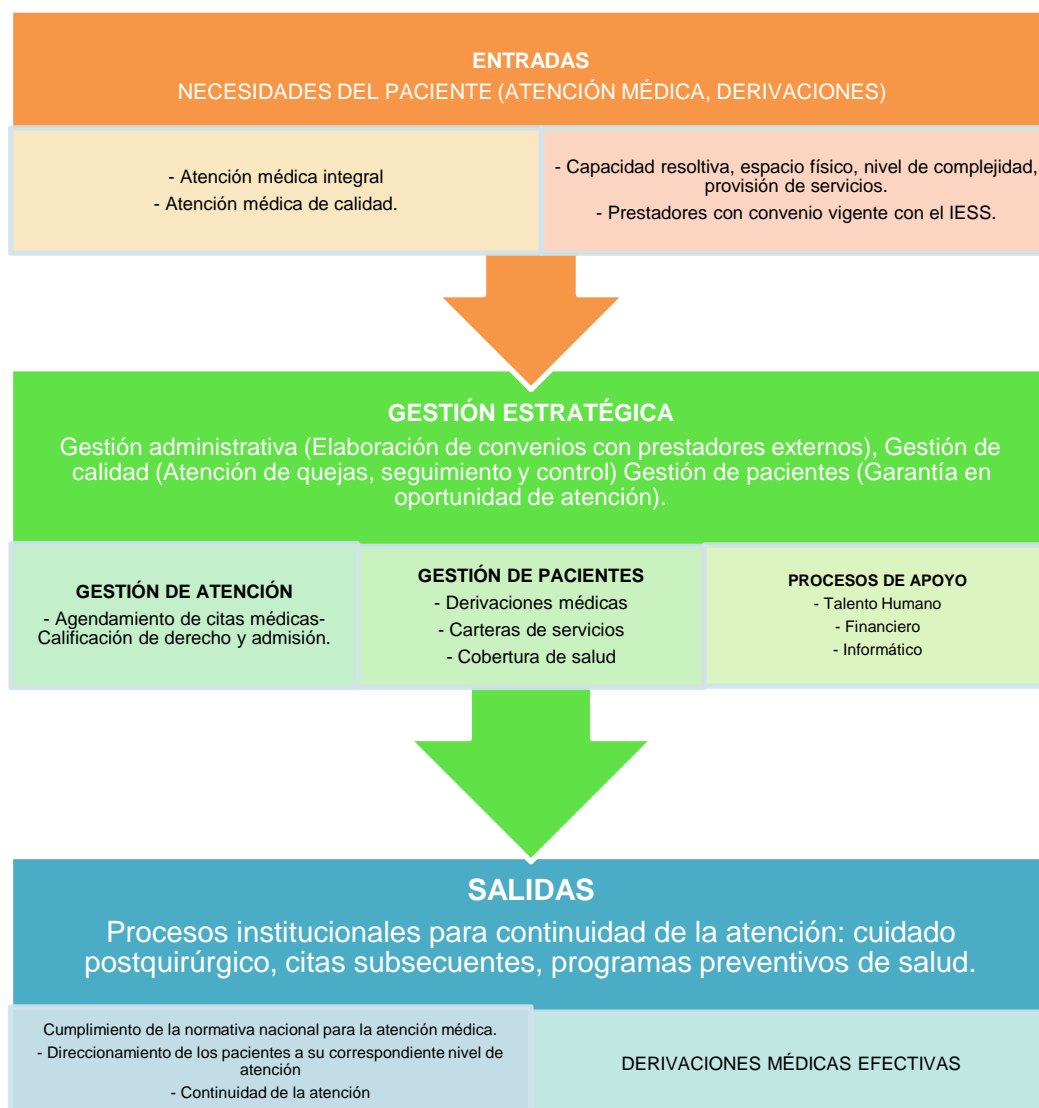 ENTRADAS
NECESIDADES DEL PACIENTE (ATENCIÓN MÉDICA, DERIVACIONES)
- Atención médica integral
- Atención médica de calidad.
- Capacidad resoltiva, espacio físico, nivel de complejidad,
provisión de servicios.
- Prestadores con convenio vigente con el IESS.
GESTIÓN ESTRATÉGICA
Gestión administrativa (Elaboración de convenios con prestadores externos), Gestión de
calidad (Atención de quejas, seguimiento y control) Gestión de pacientes (Garantía en
oportunidad de atención).
GESTIÓN DE ATENCIÓN
- Agendamiento de citas médicas-
Calificación de derecho y admisión.
GESTIÓN DE PACIENTES
- Derivaciones médicas
- Carteras de servicios
- Cobertura de salud
PROCESOS DE APOYO
- Talento Humano
- Financiero
- Informático
SALIDAS
Procesos institucionales para continuidad de la atención: cuidado
postquirúrgico, citas subsecuentes, programas preventivos de salud.
Cumplimiento de la normativa nacional para la atención médica.
- Direccionamiento de los pacientes a su correspondiente nivel de
atención
- Continuidad de la atención
DERIVACIONES MÉDICAS EFECTIVAS